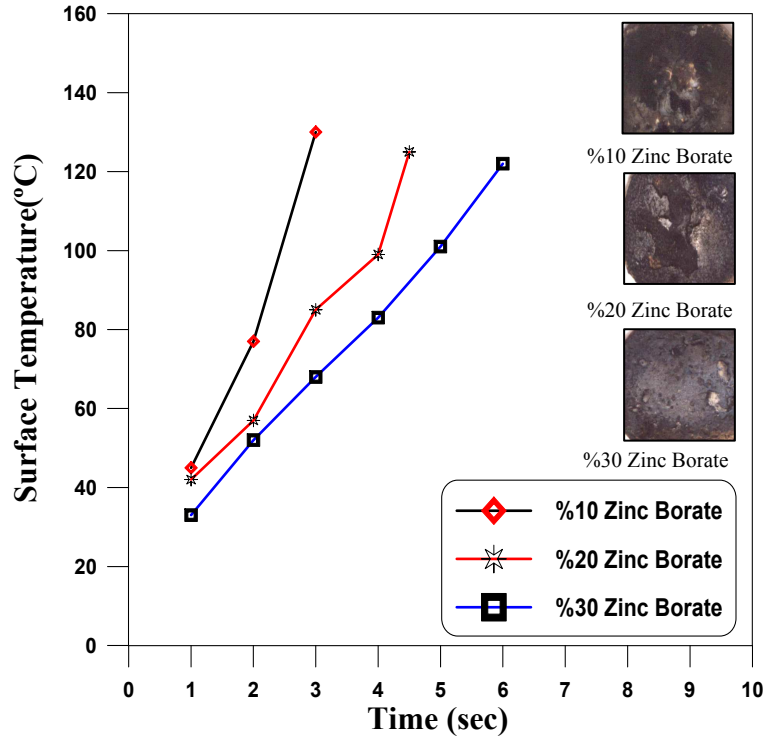 160
140
120
100
80
60
40
20
0
Surface Temperature(ºC)
0 1 2 3 4 5 6 7 8 9 10
Time (sec)
%10 Zinc Borate
%20 Zinc Borate
%30 Zinc Borate
%10 Zinc Borate
%20 Zinc Borate
%30 Zinc Borate